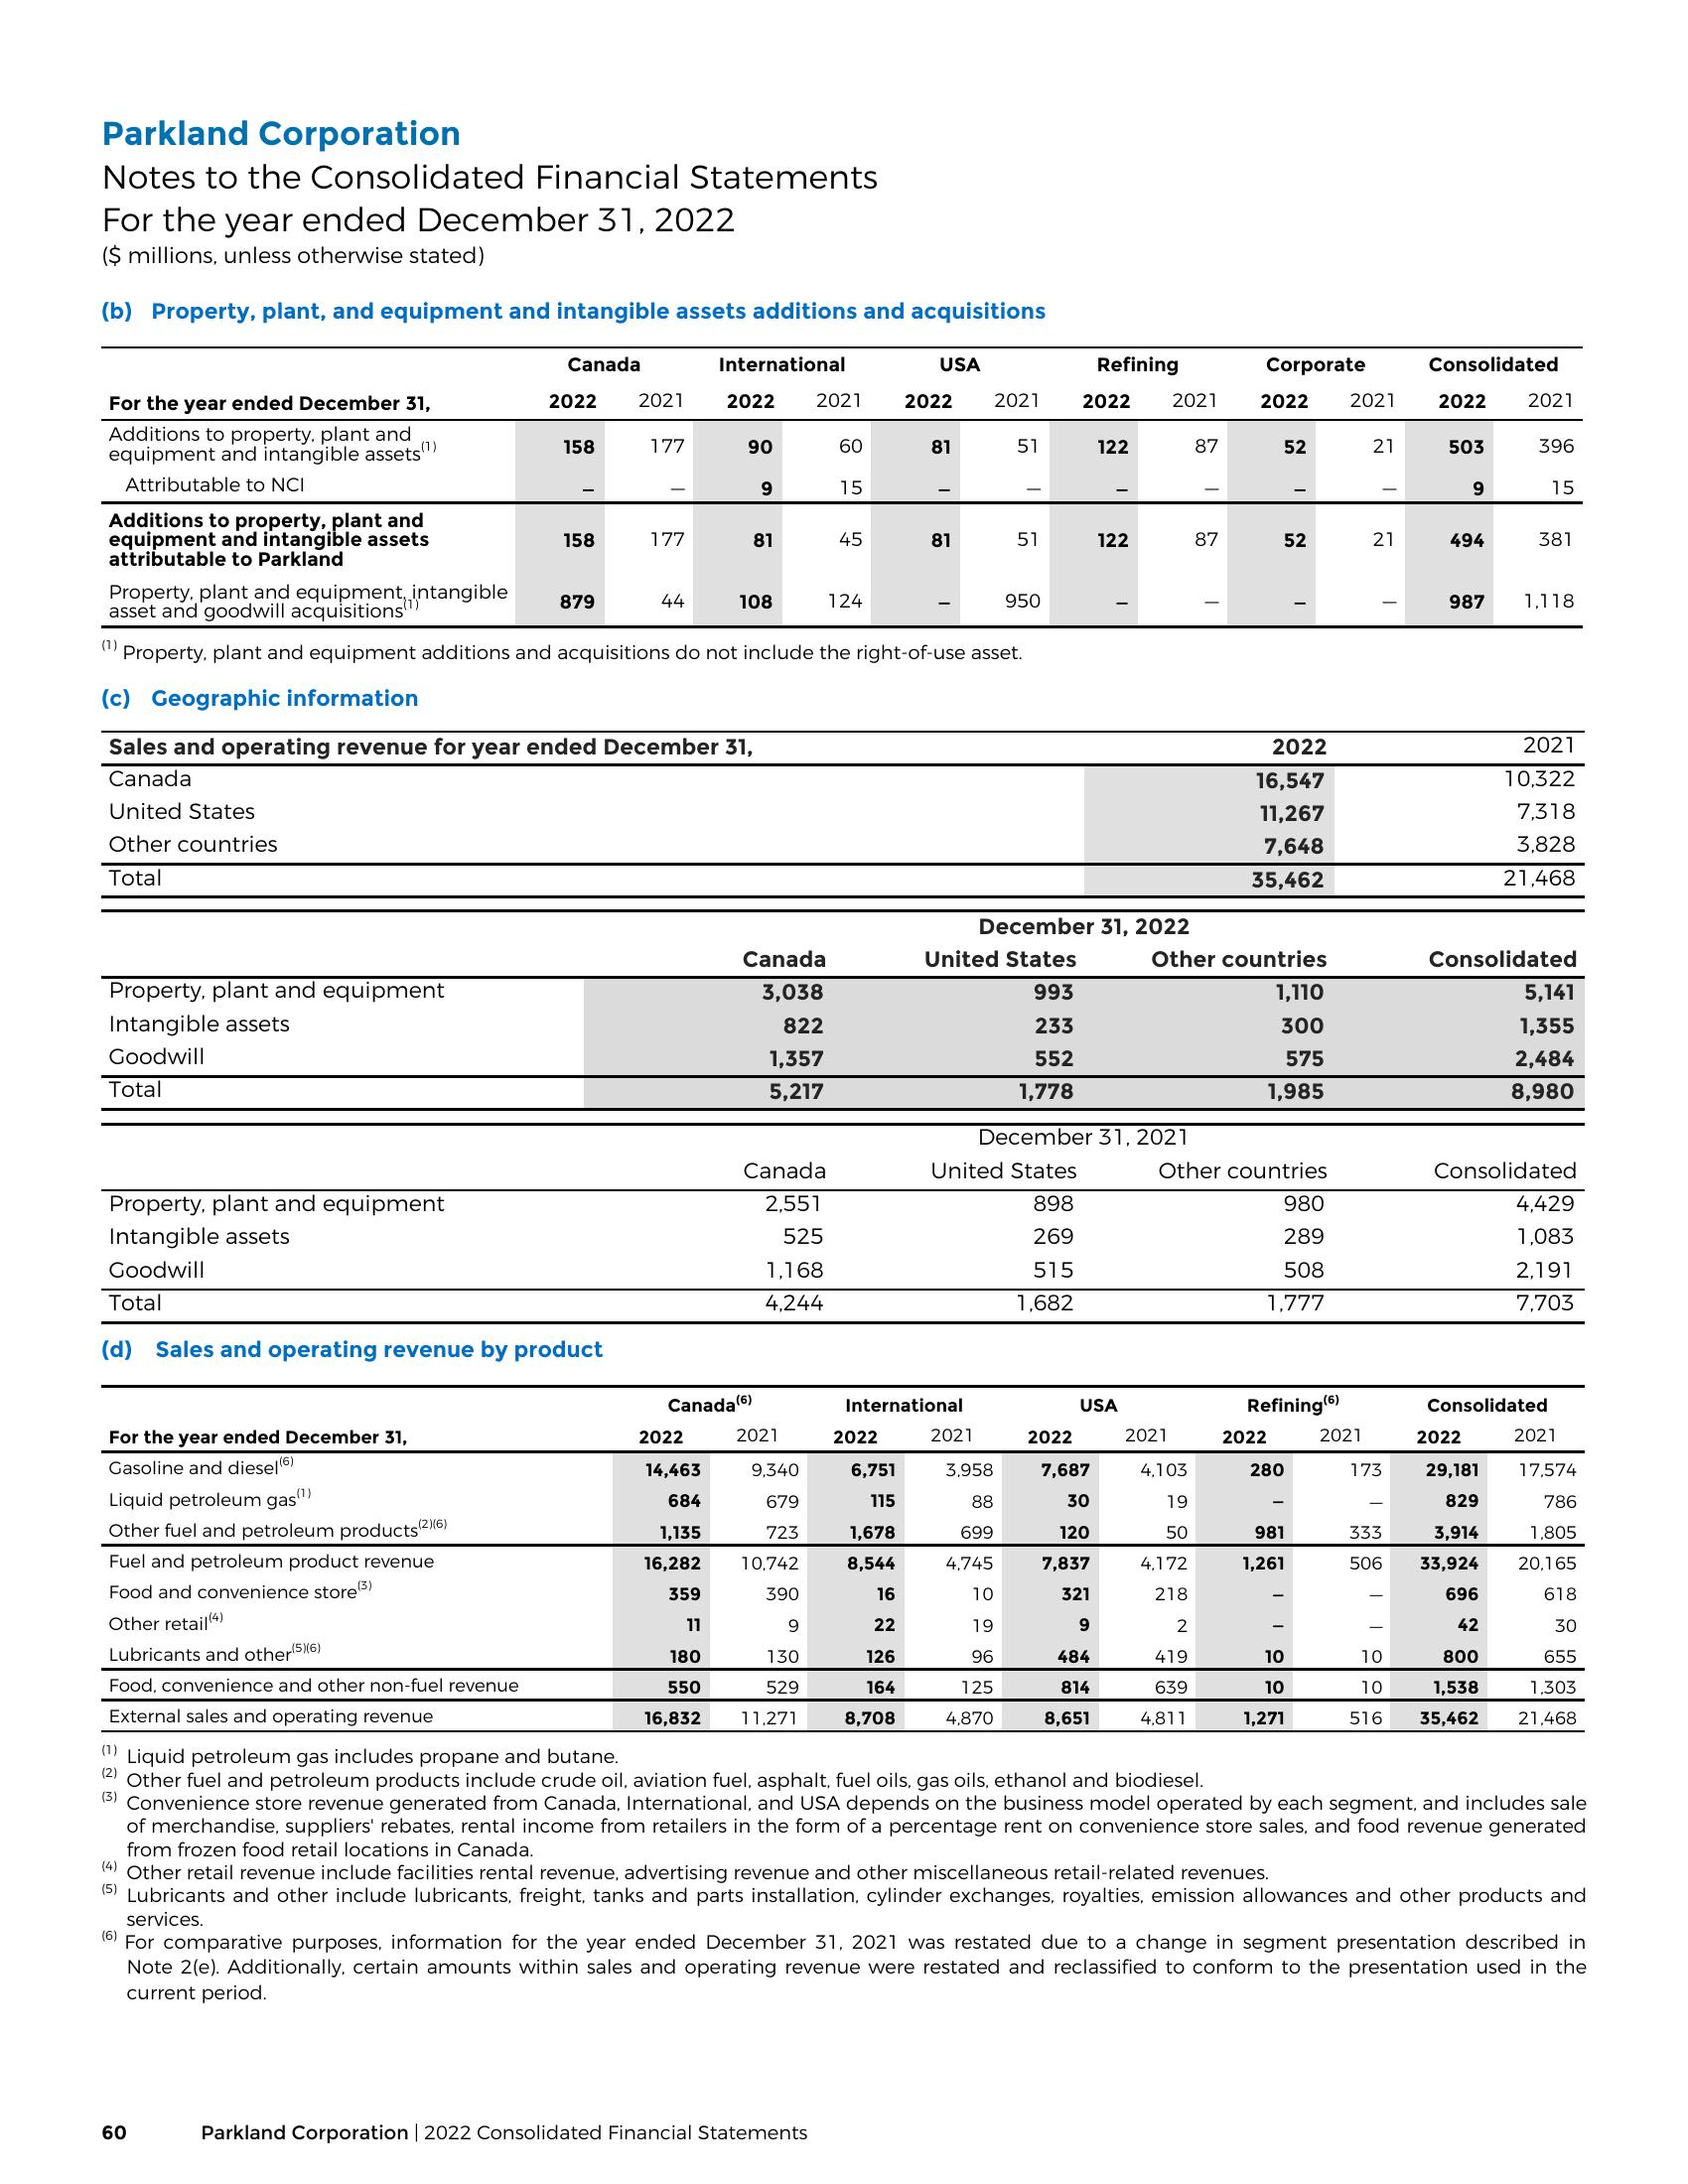 Parkland Corporation
Notes to the Consolidated Financial Statements
For the year ended December 31, 2022
($ millions, unless otherwise stated)
(b) Property, plant, and equipment and intangible assets additions and acquisitions
Canada International USA Refining Corporate Consolidated
For the year ended December 31, 2022 2021 2022 2021 2022 2021 2022 2021 2022 2021 2022 2021
Additions to property, plant and
equipment and intangible assets(1) 158 177 90 60 81 51 122 87 52 21 503 396
Attributable to NCI – — 9 15 – — – — – — 9 15
Additions to property, plant and
equipment and intangible assets
attributable to Parkland 158 177 81 45 81 51 122 87 52 21 494 381
Property, plant and equipment, intangible
asset and goodwill acquisitions(1) 879 44 108 124 – 950 – — – — 987 1,118
(1) Property, plant and equipment additions and acquisitions do not include the right-of-use asset.
(c) Geographic information
Sales and operating revenue for year ended December 31, 2022 2021
Canada 16,547 10,322
United States 11,267 7,318
Other countries 7,648 3,828
Total 35,462 21,468
December 31, 2022
Canada United States Other countries Consolidated
Property, plant and equipment 3,038 993 1,110 5,141
Intangible assets 822 233 300 1,355
Goodwill 1,357 552 575 2,484
Total 5,217 1,778 1,985 8,980
December 31, 2021
Canada United States Other countries Consolidated
Property, plant and equipment 2,551 898 980 4,429
Intangible assets 525 269 289 1,083
Goodwill 1,168 515 508 2,191
Total 4,244 1,682 1,777 7,703
(d) Sales and operating revenue by product
Canada(6) International USA Refining(6) Consolidated
For the year ended December 31, 2022 2021 2022 2021 2022 2021 2022 2021 2022 2021
Gasoline and diesel(6) 14,463 9,340 6,751 3,958 7,687 4,103 280 173 29,181 17,574
Liquid petroleum gas(1) 684 679 115 88 30 19 – — 829 786
Other fuel and petroleum products(2)(6) 1,135 723 1,678 699 120 50 981 333 3,914 1,805
Fuel and petroleum product revenue 16,282 10,742 8,544 4,745 7,837 4,172 1,261 506 33,924 20,165
Food and convenience store(3) 359 390 16 10 321 218 – — 696 618
Other retail(4) 11 9 22 19 9 2 – — 42 30
Lubricants and other(5)(6) 180 130 126 96 484 419 10 10 800 655
Food, convenience and other non-fuel revenue 550 529 164 125 814 639 10 10 1,538 1,303
External sales and operating revenue 16,832 11,271 8,708 4,870 8,651 4,811 1,271 516 35,462 21,468
(1) Liquid petroleum gas includes propane and butane.
(2) Other fuel and petroleum products include crude oil, aviation fuel, asphalt, fuel oils, gas oils, ethanol and biodiesel.
(3) Convenience store revenue generated from Canada, International, and USA depends on the business model operated by each segment, and includes sale
of merchandise, suppliers' rebates, rental income from retailers in the form of a percentage rent on convenience store sales, and food revenue generated
from frozen food retail locations in Canada.
(4) Other retail revenue include facilities rental revenue, advertising revenue and other miscellaneous retail-related revenues.
(5) Lubricants and other include lubricants, freight, tanks and parts installation, cylinder exchanges, royalties, emission allowances and other products and
services.
(6) For comparative purposes, information for the year ended December 31, 2021 was restated due to a change in segment presentation described in
Note 2(e). Additionally, certain amounts within sales and operating revenue were restated and reclassified to conform to the presentation used in the
current period.
60 Parkland Corporation | 2022 Consolidated Financial Statements